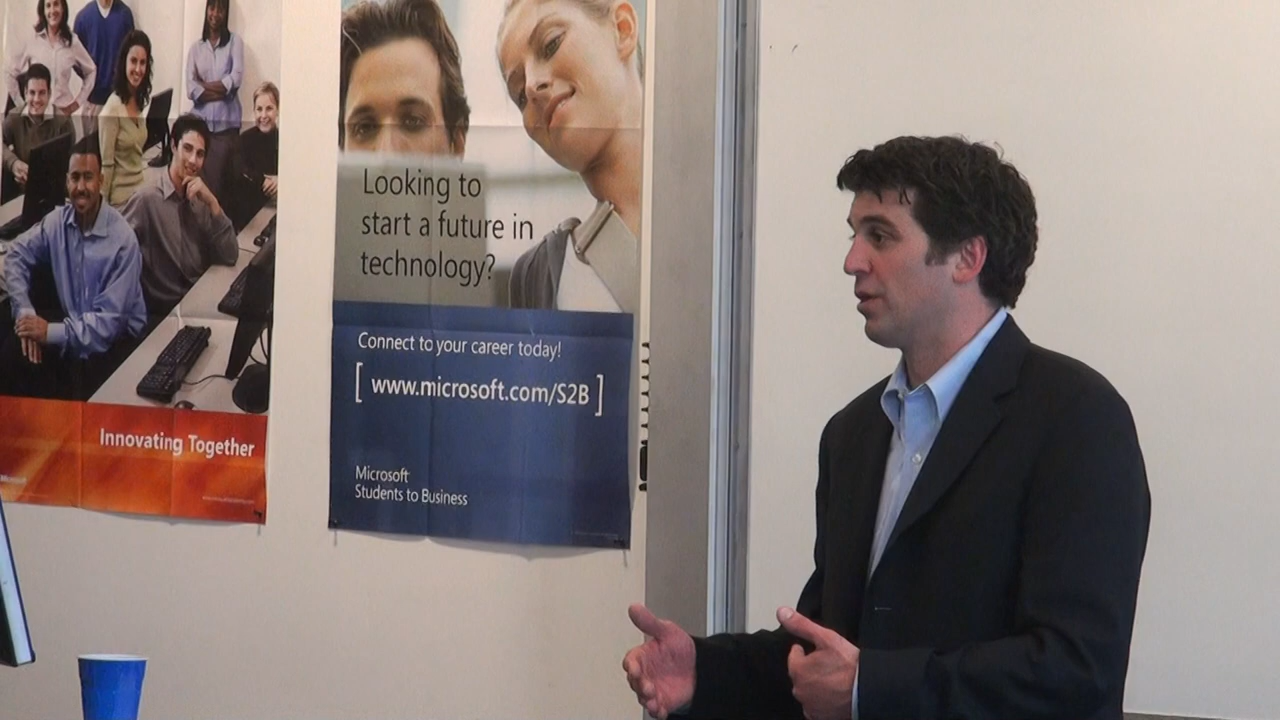 Innovating Together
Microsoft
Looking to
start a future in
technology?
Connect to your career today!
[ www.microsoft.com/S2B ]
Microsoft
Students to Business